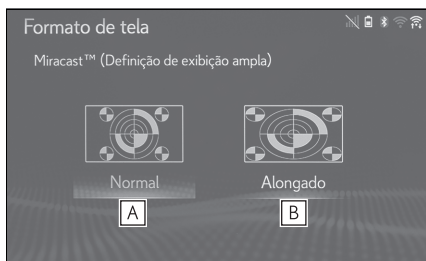 Formato de tela
Miracast™ (Definição de exibição ampla)
Normal
Alongado
A
B